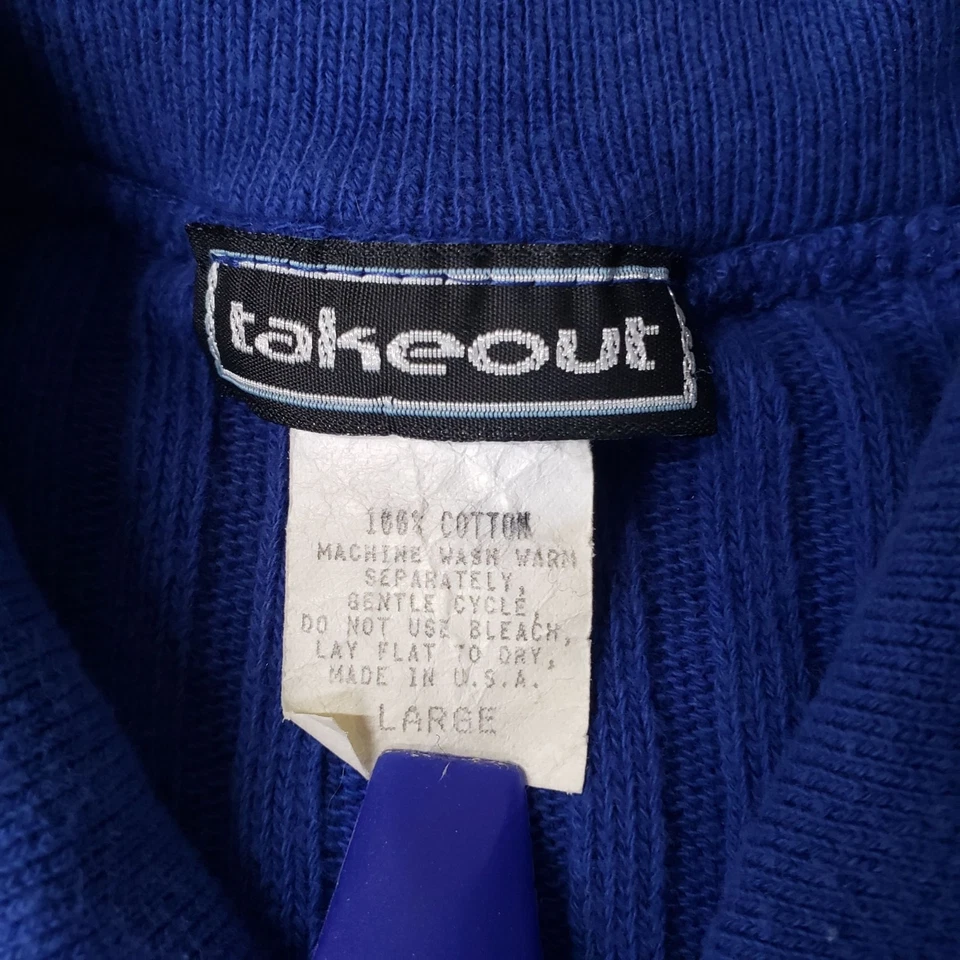 takeout
100% COTTON
MACHINE WASH WARM
SEPARATELY,
GENTLE CYCLE,
DO NOT USE BLEACH,
LAY FLAT TO DRY,
MADE IN U.S.A.
LARGE